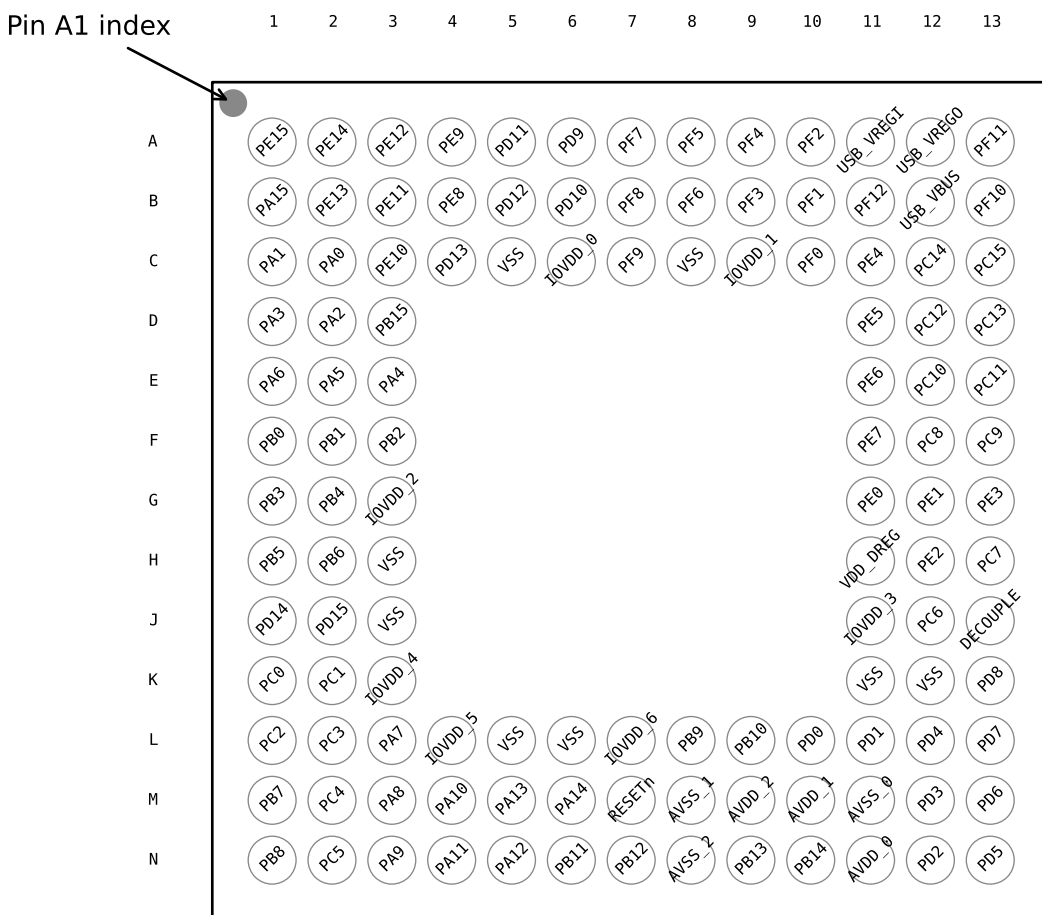 Pin A1 index
1 2 3 4 5 6 7 8 9 10 11 12 13
A PE15 PE14 PE12 PE9 PD11 PD9 PF7 PF5 PF4 PF2 USB_VREGI USB_VREGO PF11
B PA15 PE13 PE11 PE8 PD12 PD10 PF8 PF6 PF3 PF1 PF12 USB_VBUS PF10
C PA1 PA0 PE10 PD13 VSS IOVDD_0 PF9 VSS IOVDD_1 PF0 PE4 PC14 PC15
D PA3 PA2 PB15 PE5 PC12 PC13
E PA6 PA5 PA4 PE6 PC10 PC11
F PB0 PB1 PB2 PE7 PC8 PC9
G PB3 PB4 IOVDD_2 PE0 PE1 PE3
H PB5 PB6 VSS VDD_DREG PE2 PC7
J PD14 PD15 VSS IOVDD_3 PC6 DECOUPLE
K PC0 PC1 IOVDD_4 VSS VSS PD8
L PC2 PC3 PA7 IOVDD_5 VSS VSS IOVDD_6 PB9 PB10 PD0 PD1 PD4 PD7
M PB7 PC4 PA8 PA10 PA13 PA14 RESETn AVSS_1 AVDD_2 AVDD_1 AVSS_0 PD3 PD6
N PB8 PC5 PA9 PA11 PA12 PB11 PB12 AVSS_2 PB13 PB14 AVDD_0 PD2 PD5